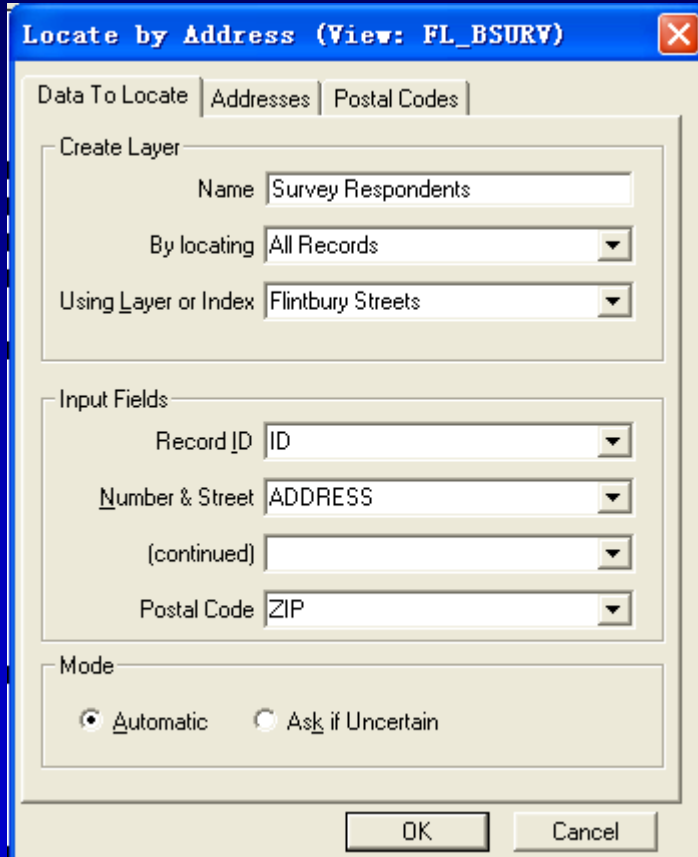 Locate by Address (View: FL_BSURV)
Data To Locate Addresses Postal Codes
Create Layer
Name Survey Respondents
By locating All Records
Using Layer or Index Flintbury Streets
Input Fields
Record ID ID
Number & Street ADDRESS
(continued)
Postal Code ZIP
Mode
Automatic Ask if Uncertain
OK Cancel